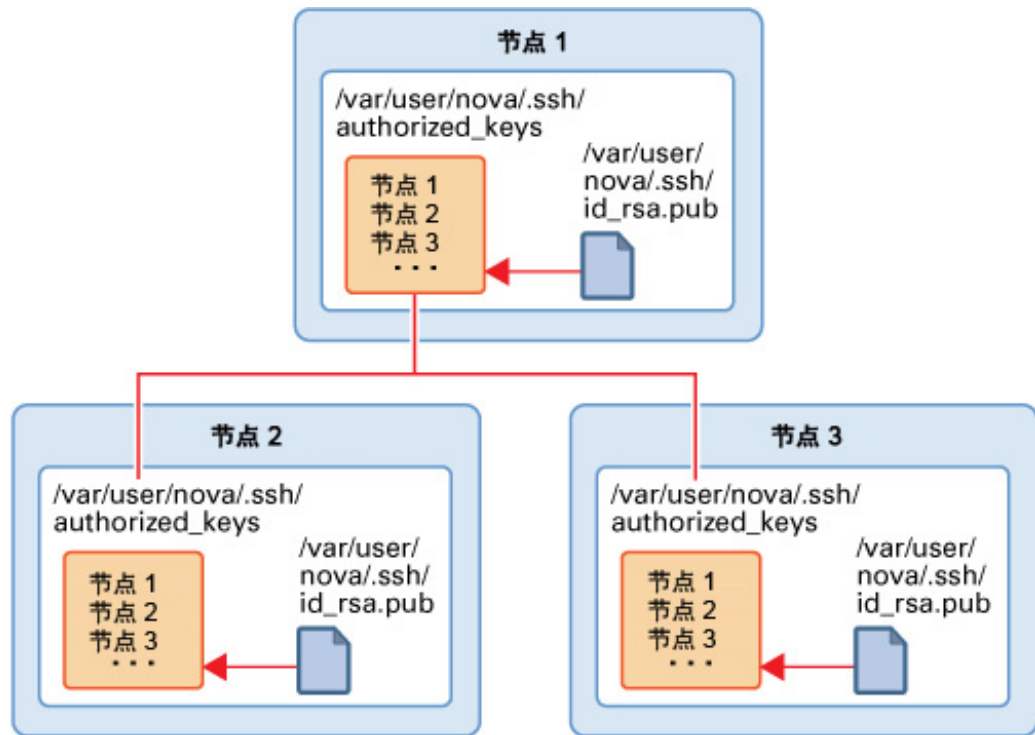 节点 1
/var/user/nova/.ssh/
authorized_keys
节点 1
节点 2
节点 3
. . .
/var/user/
nova/.ssh/
id_rsa.pub
节点 2
/var/user/nova/.ssh/
authorized_keys
节点 1
节点 2
节点 3
. . .
/var/user/
nova/.ssh/
id_rsa.pub
节点 3
/var/user/nova/.ssh/
authorized_keys
节点 1
节点 2
节点 3
. . .
/var/user/
nova/.ssh/
id_rsa.pub